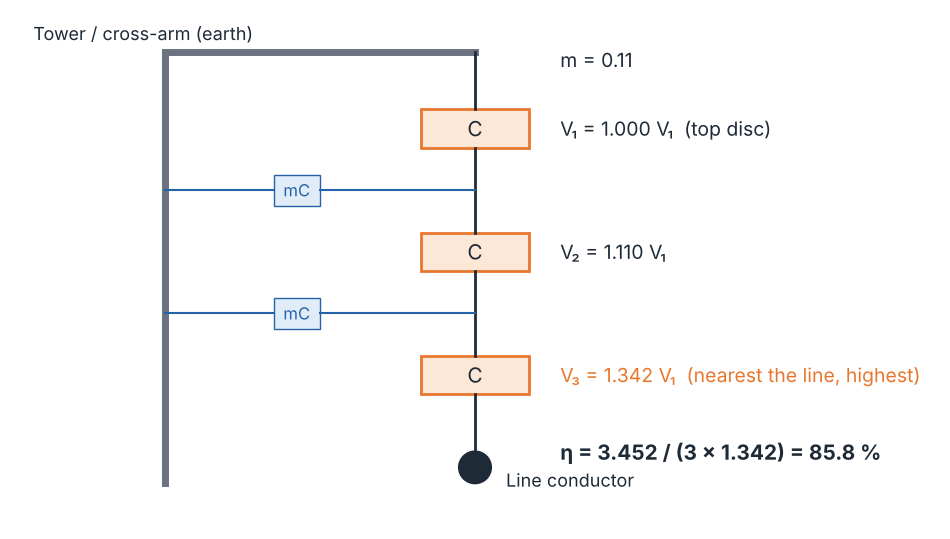 Tower / cross-arm (earth)
m = 0.11
C
V₁ = 1.000 V₁ (top disc)
mC
C
V₂ = 1.110 V₁
mC
C
V₃ = 1.342 V₁ (nearest the line, highest)
η = 3.452 / (3 × 1.342) = 85.8 %
Line conductor